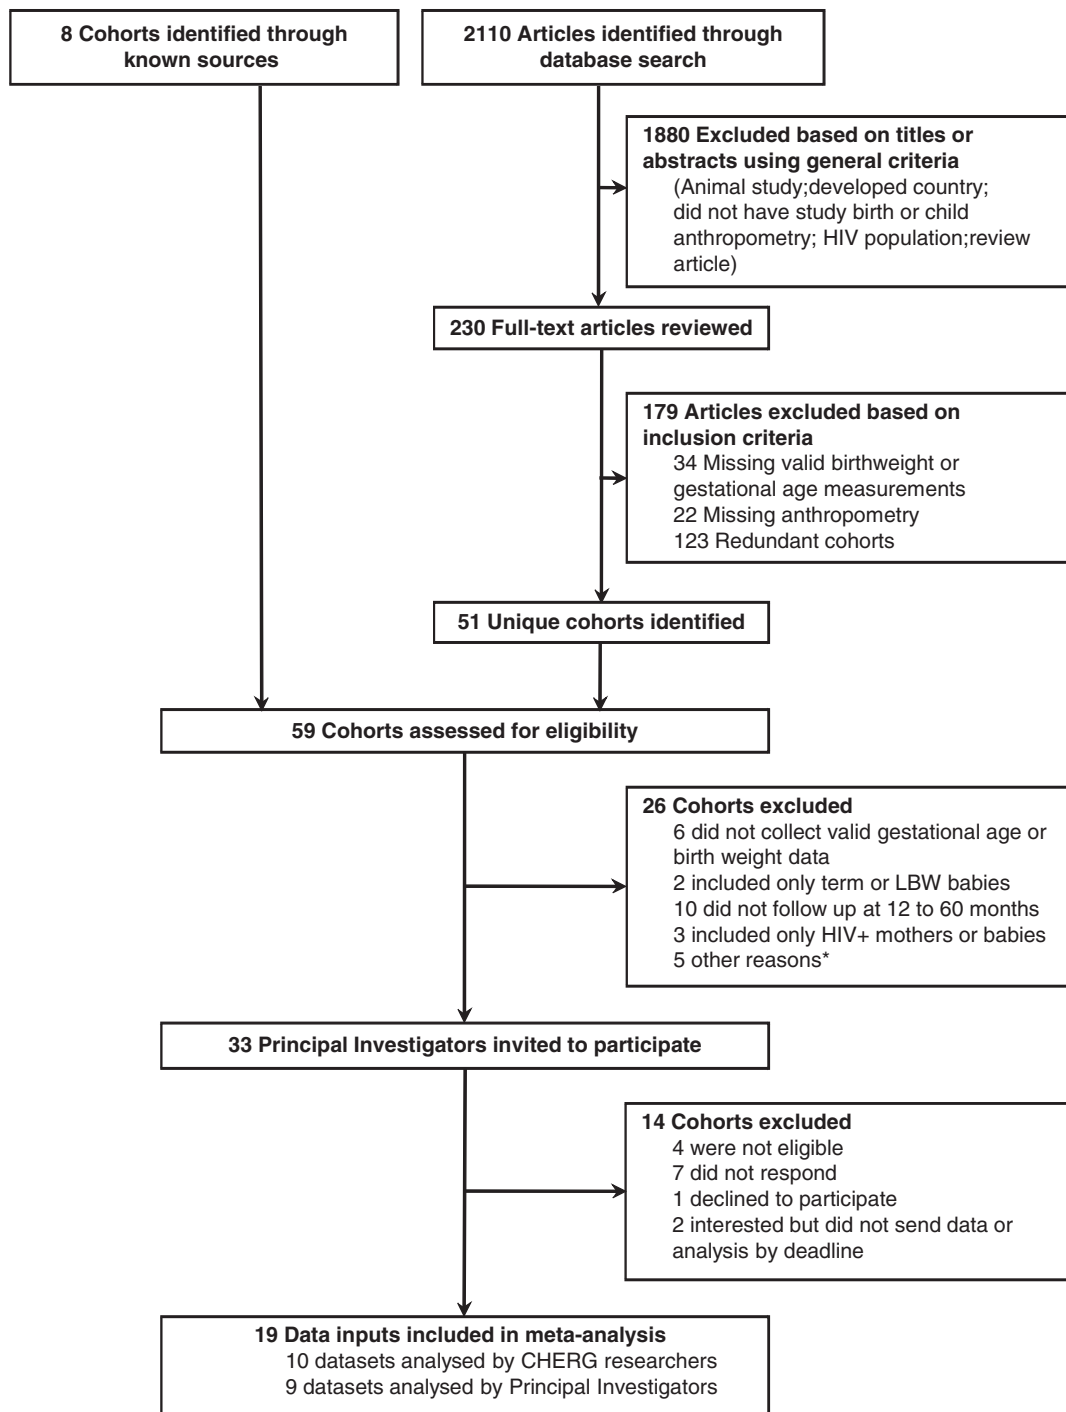 8 Cohorts identified through
known sources
2110 Articles identified through
database search
1880 Excluded based on titles or
abstracts using general criteria
(Animal study;developed country;
did not have study birth or child
anthropometry; HIV population;review
article)
230 Full-text articles reviewed
179 Articles excluded based on
inclusion criteria
34 Missing valid birthweight or
gestational age measurements
22 Missing anthropometry
123 Redundant cohorts
51 Unique cohorts identified
59 Cohorts assessed for eligibility
26 Cohorts excluded
6 did not collect valid gestational age or
birth weight data
2 included only term or LBW babies
10 did not follow up at 12 to 60 months
3 included only HIV+ mothers or babies
5 other reasons*
33 Principal Investigators invited to participate
14 Cohorts excluded
4 were not eligible
7 did not respond
1 declined to participate
2 interested but did not send data or
analysis by deadline
19 Data inputs included in meta-analysis
10 datasets analysed by CHERG researchers
9 datasets analysed by Principal Investigators